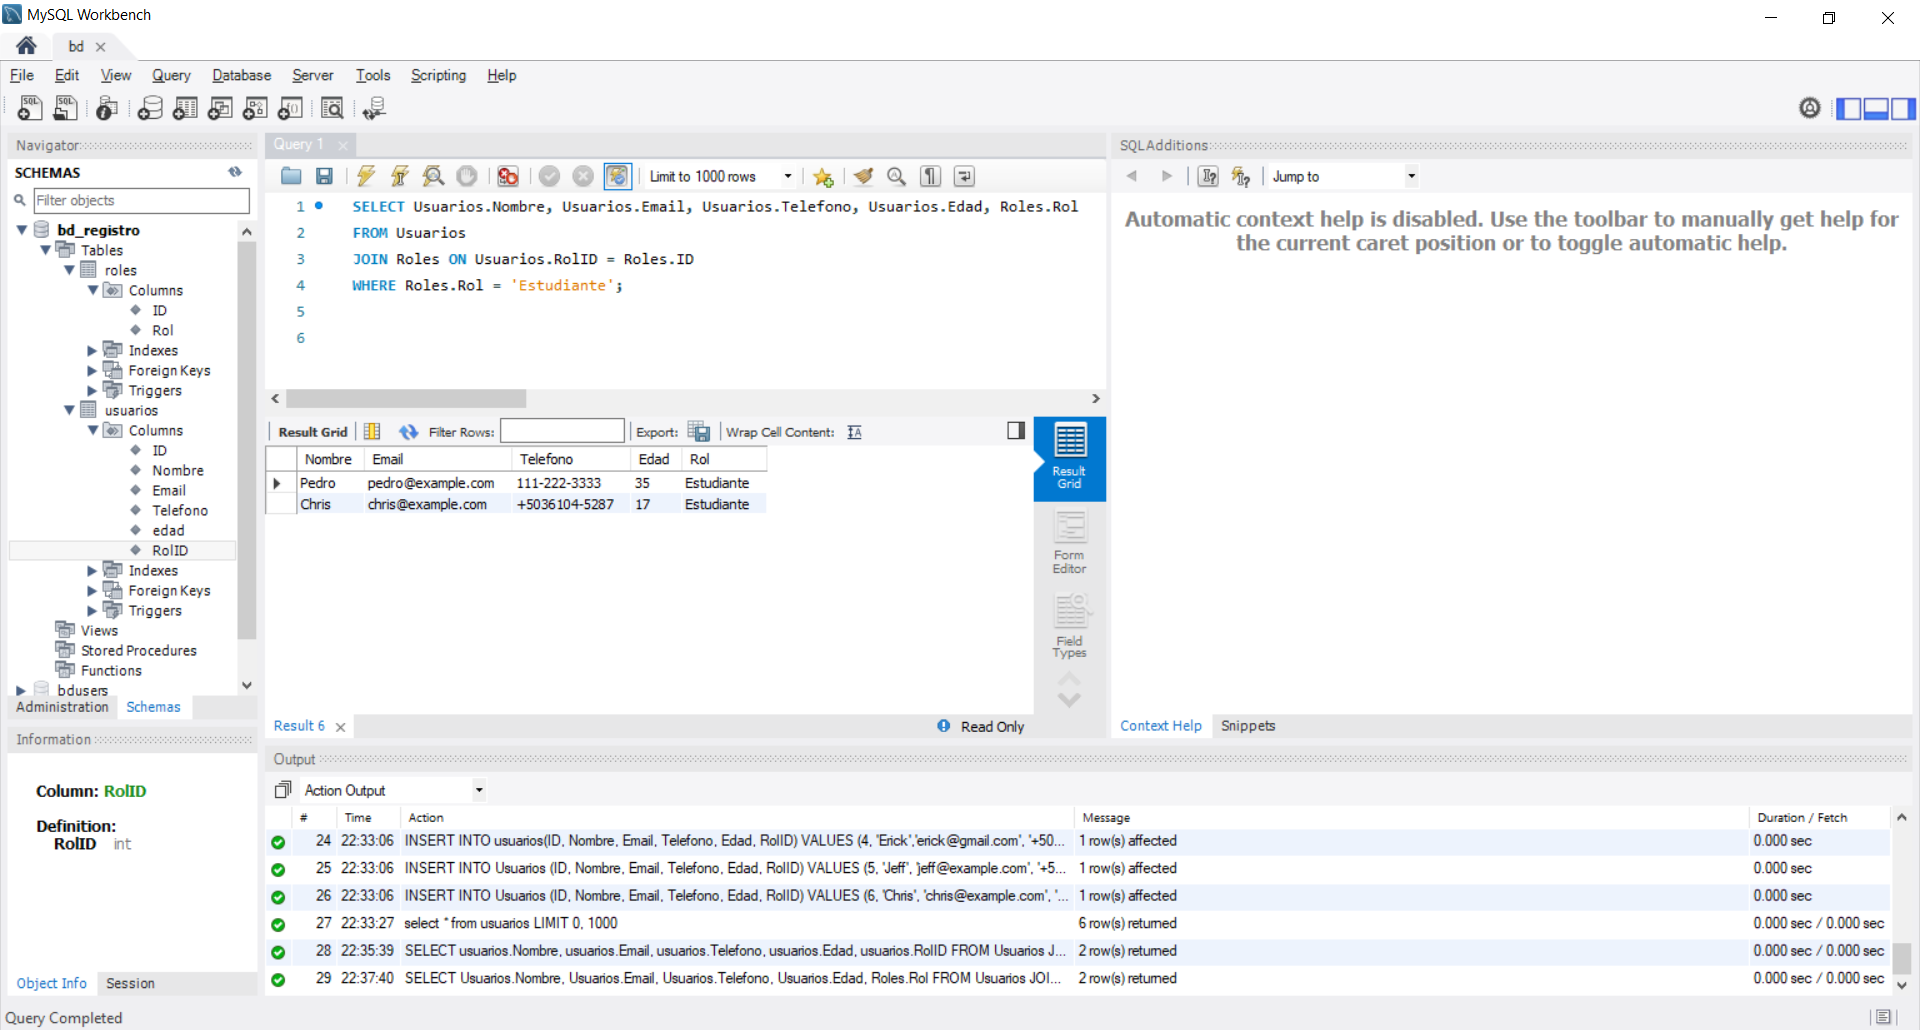 MySQL Workbench
bd
File Edit View Query Database Server Tools Scripting Help
Navigator
SCHEMAS
Filter objects
bd_registro
Tables
roles
Columns
ID
Rol
Indexes
Foreign Keys
Triggers
usuarios
Columns
ID
Nombre
Email
Telefono
edad
RolID
Indexes
Foreign Keys
Triggers
Views
Stored Procedures
Functions
bdusers
Administration Schemas
Information
Column: RolID
Definition:
RolID int
Object Info Session
Query Completed
Query 1
Limit to 1000 rows
1 SELECT Usuarios.Nombre, Usuarios.Email, Usuarios.Telefono, Usuarios.Edad, Roles.Rol
2 FROM Usuarios
3 JOIN Roles ON Usuarios.RolID = Roles.ID
4 WHERE Roles.Rol = 'Estudiante';
5
6
Result Grid Filter Rows: Export: Wrap Cell Content:
Nombre Email Telefono Edad Rol
Pedro pedro@example.com 111-222-3333 35 Estudiante
Chris chris@example.com +5036104-5287 17 Estudiante
Result
Grid
Form
Editor
Field
Types
Result 6
Read Only
SQLAdditions
Jump to
Automatic context help is disabled. Use the toolbar to manually get help for
the current caret position or to toggle automatic help.
Context Help Snippets
Output
Action Output
# Time Action Message Duration / Fetch
24 22:33:06 INSERT INTO usuarios(ID, Nombre, Email, Telefono, Edad, RolID) VALUES (4, 'Erick','erick@gmail.com', '+50... 1 row(s) affected 0.000 sec
25 22:33:06 INSERT INTO Usuarios (ID, Nombre, Email, Telefono, Edad, RolID) VALUES (5, 'Jeff', 'jeff@example.com', '+5... 1 row(s) affected 0.000 sec
26 22:33:06 INSERT INTO Usuarios (ID, Nombre, Email, Telefono, Edad, RolID) VALUES (6, 'Chris', 'chris@example.com', '... 1 row(s) affected 0.000 sec
27 22:33:27 select * from usuarios LIMIT 0, 1000 6 row(s) returned 0.000 sec / 0.000 sec
28 22:35:39 SELECT usuarios.Nombre, usuarios.Email, usuarios.Telefono, usuarios.Edad, usuarios.RolID FROM Usuarios J... 2 row(s) returned 0.000 sec / 0.000 sec
29 22:37:40 SELECT Usuarios.Nombre, Usuarios.Email, Usuarios.Telefono, Usuarios.Edad, Roles.Rol FROM Usuarios JOI... 2 row(s) returned 0.000 sec / 0.000 sec